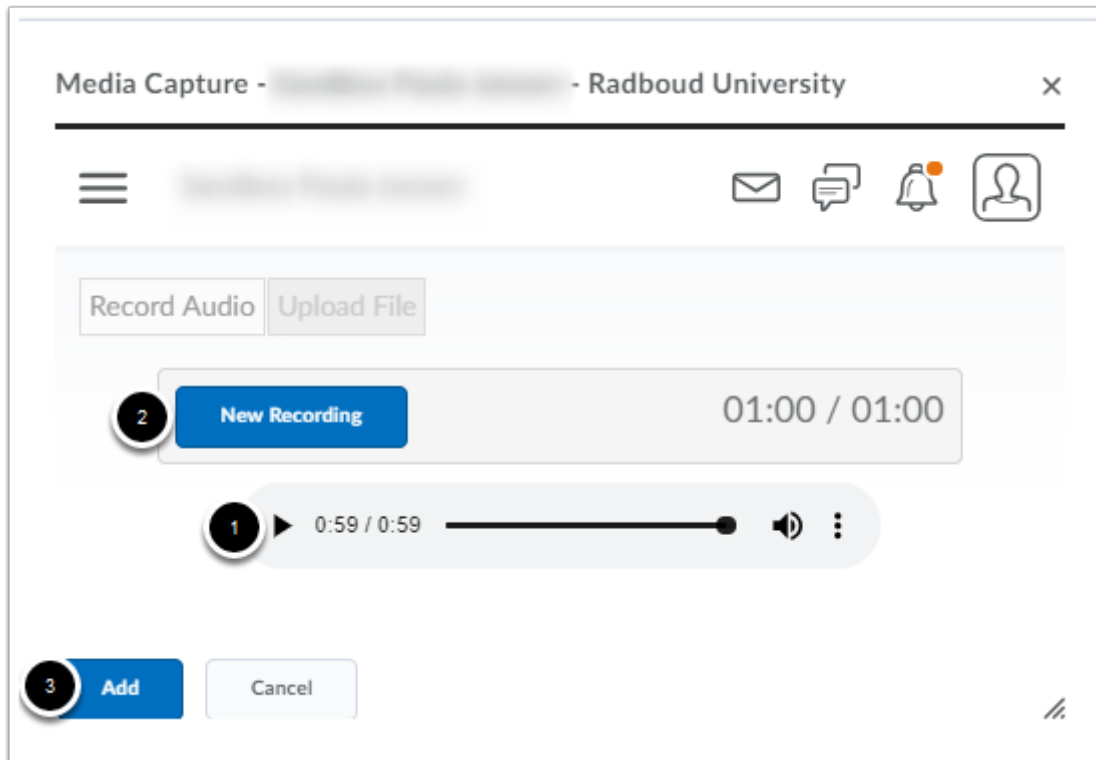 Media Capture - - Radboud University
Record Audio Upload File
2 New Recording 01:00 / 01:00
1 0:59 / 0:59
3 Add Cancel